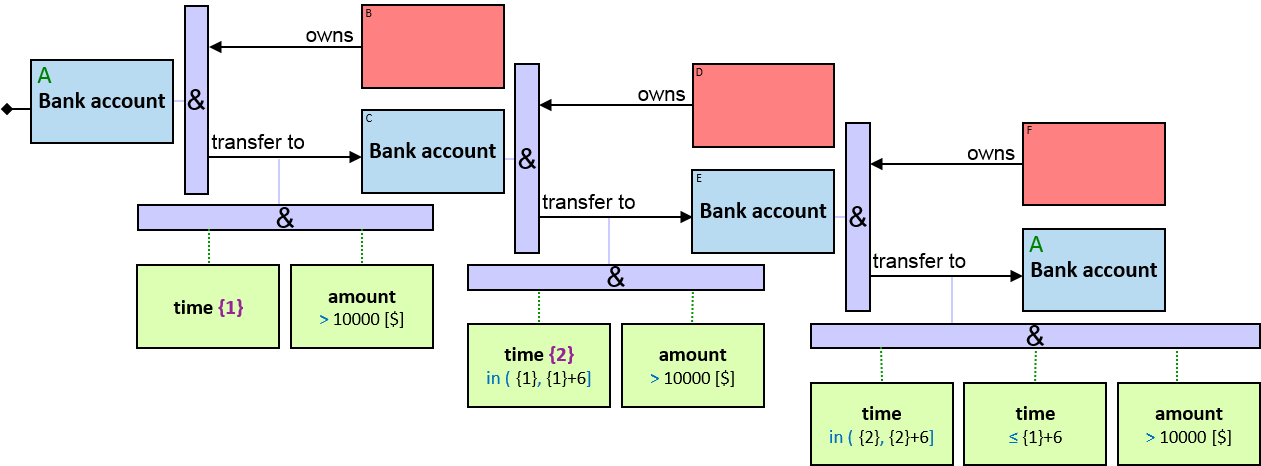 B
owns
A
Bank account
&
transfer to
C
Bank account
&
time {1}
amount
> 10000 [$]
D
owns
&
transfer to
E
Bank account
&
time {2}
in ( {1}, {1}+6]
amount
> 10000 [$]
F
owns
&
transfer to
A
Bank account
&
time
in ( {2}, {2}+6]
time
≤ {1}+6
amount
> 10000 [$]